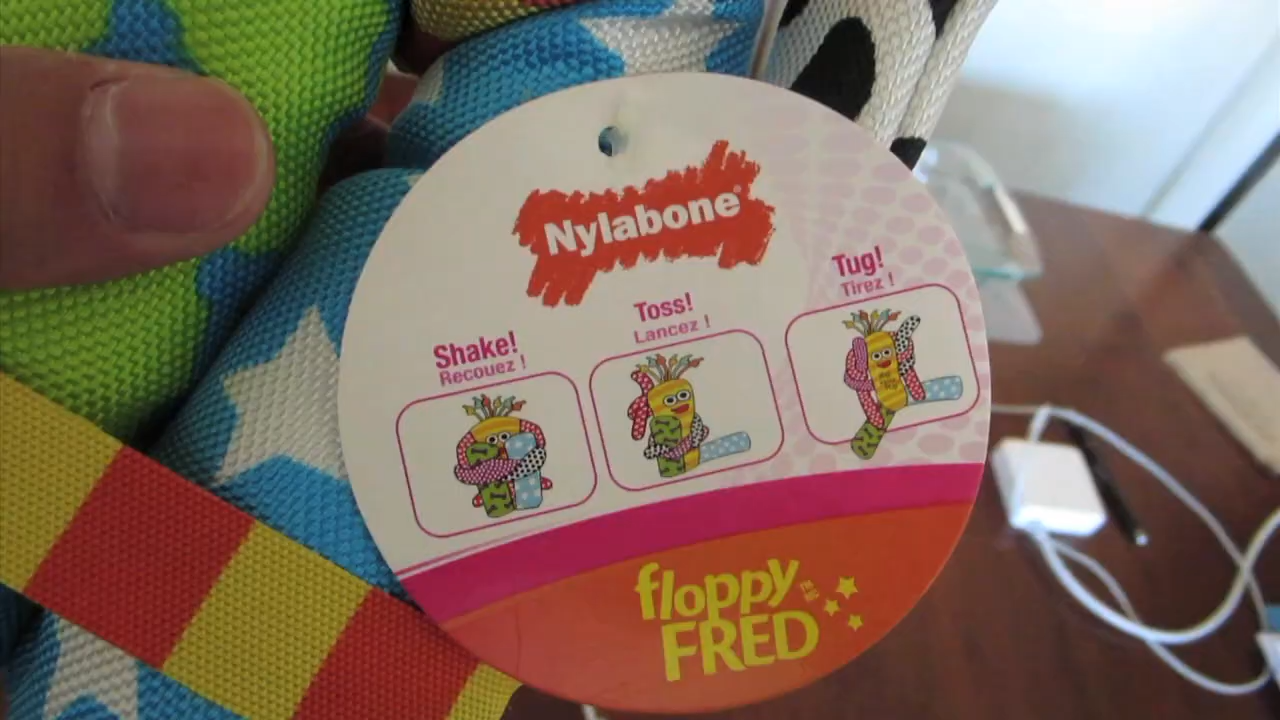 Nylabone®
Shake!
Recouez !
Toss!
Lancez !
Tug!
Tirez !
floppy
FRED